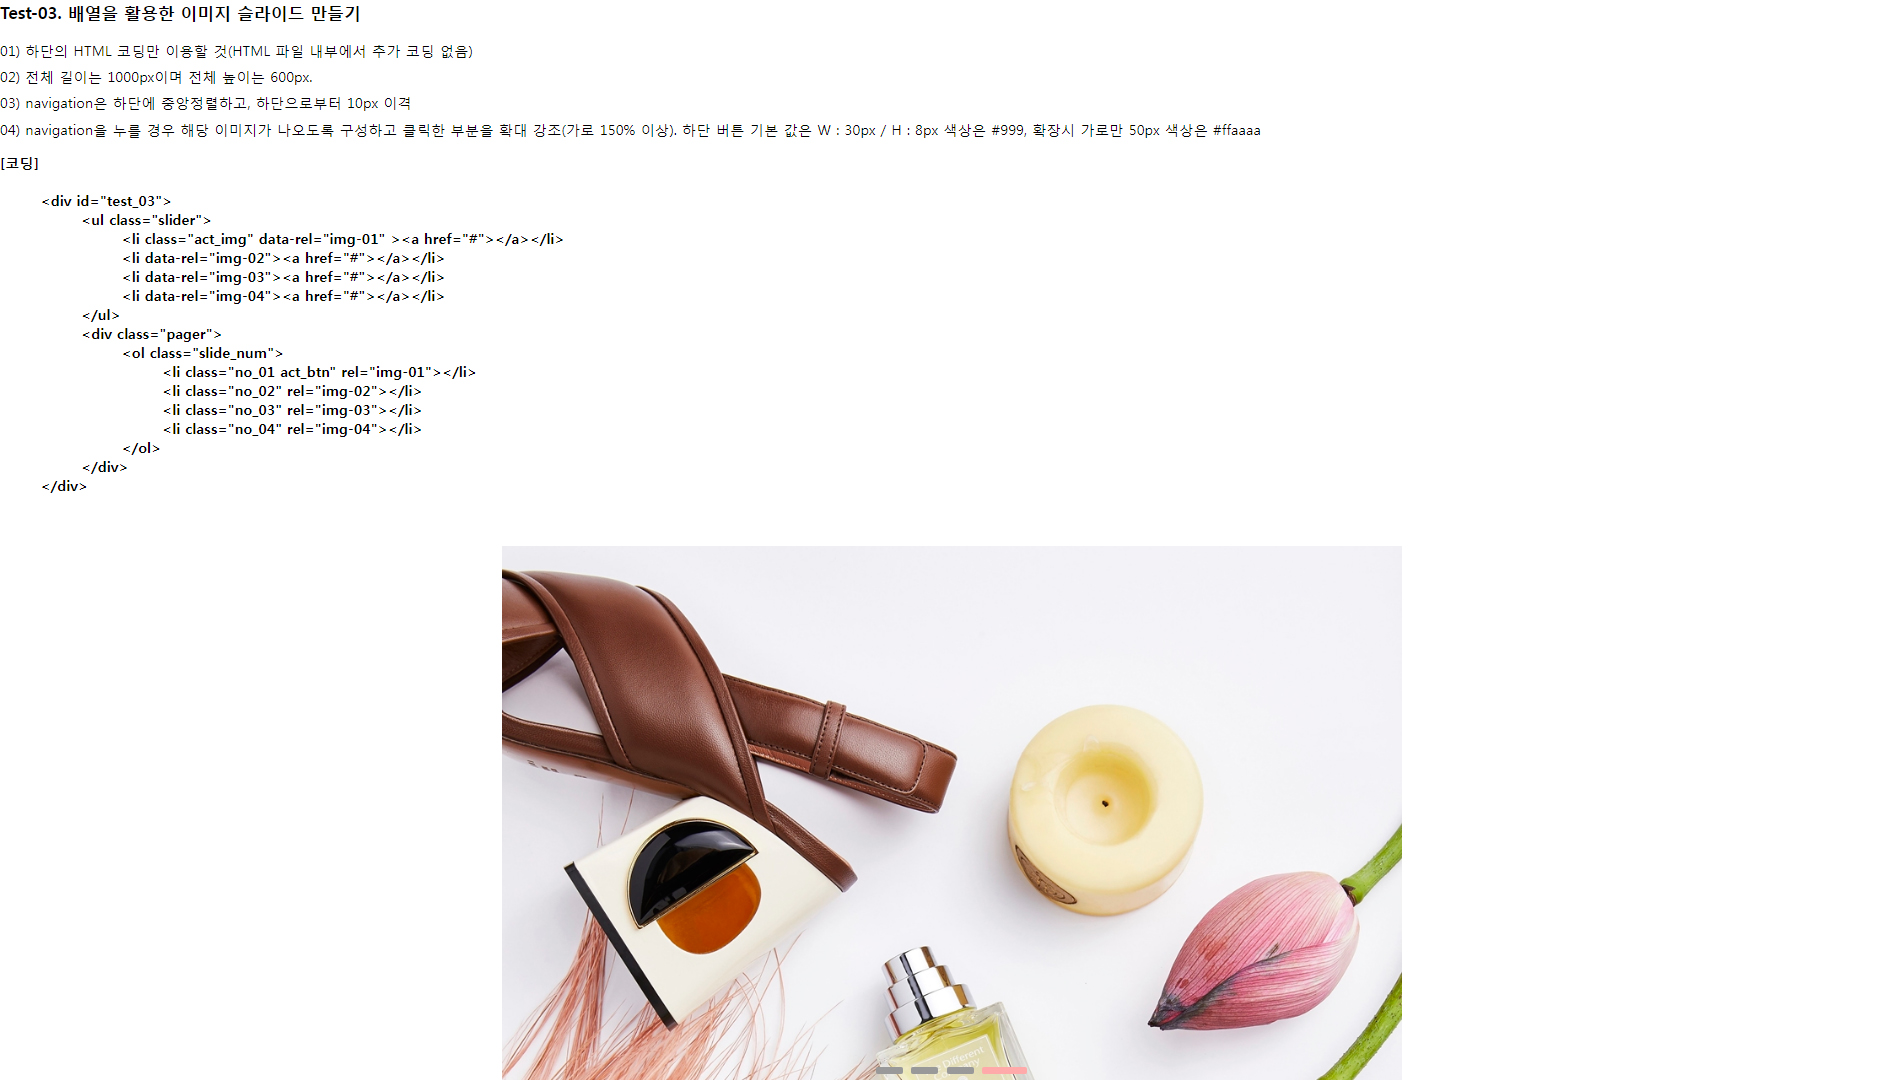 Test-03. 배열을 활용한 이미지 슬라이드 만들기
01) 하단의 HTML 코딩만 이용할 것(HTML 파일 내부에서 추가 코딩 없음)
02) 전체 길이는 1000px이며 전체 높이는 600px.
03) navigation은 하단에 중앙정렬하고, 하단으로부터 10px 이격
04) navigation을 누를 경우 해당 이미지가 나오도록 구성하고 클릭한 부분을 확대 강조(가로 150% 이상). 하단 버튼 기본 값은 W : 30px / H : 8px 색상은 #999, 확장시 가로만 50px 색상은 #ffaaaa
[코딩]
<div id="test_03">
<ul class="slider">
<li class="act_img" data-rel="img-01" ><a href="#"></a></li>
<li data-rel="img-02"><a href="#"></a></li>
<li data-rel="img-03"><a href="#"></a></li>
<li data-rel="img-04"><a href="#"></a></li>
</ul>
<div class="pager">
<ol class="slide_num">
<li class="no_01 act_btn" rel="img-01"></li>
<li class="no_02" rel="img-02"></li>
<li class="no_03" rel="img-03"></li>
<li class="no_04" rel="img-04"></li>
</ol>
</div>
</div>
Different